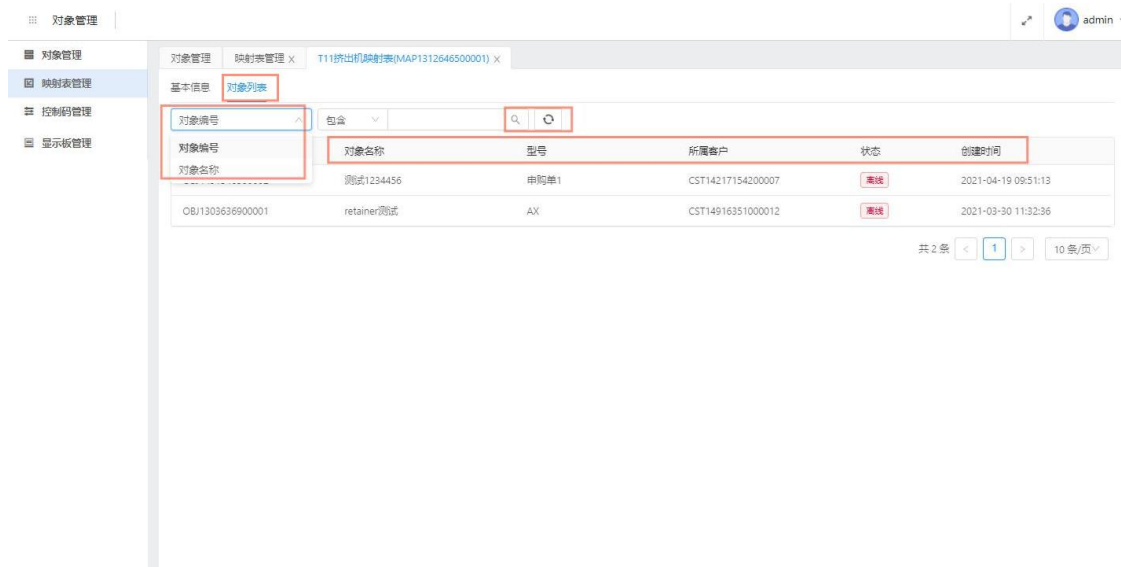 对象管理
admin
对象管理
映射表管理
控制码管理
显示板管理
对象管理 映射表管理 X T11挤出机映射表(MAP1312646500001) X
基本信息 对象列表
对象编号 包含
对象编号
对象名称
对象名称 型号 所属客户 状态 创建时间
测试1234456 申购单1 CST14217154200007 离线 2021-04-19 09:51:13
OBJ1303636900001 retainer测试 AX CST14916351000012 离线 2021-03-30 11:32:36
共 2 条 < 1 > 10 条/页